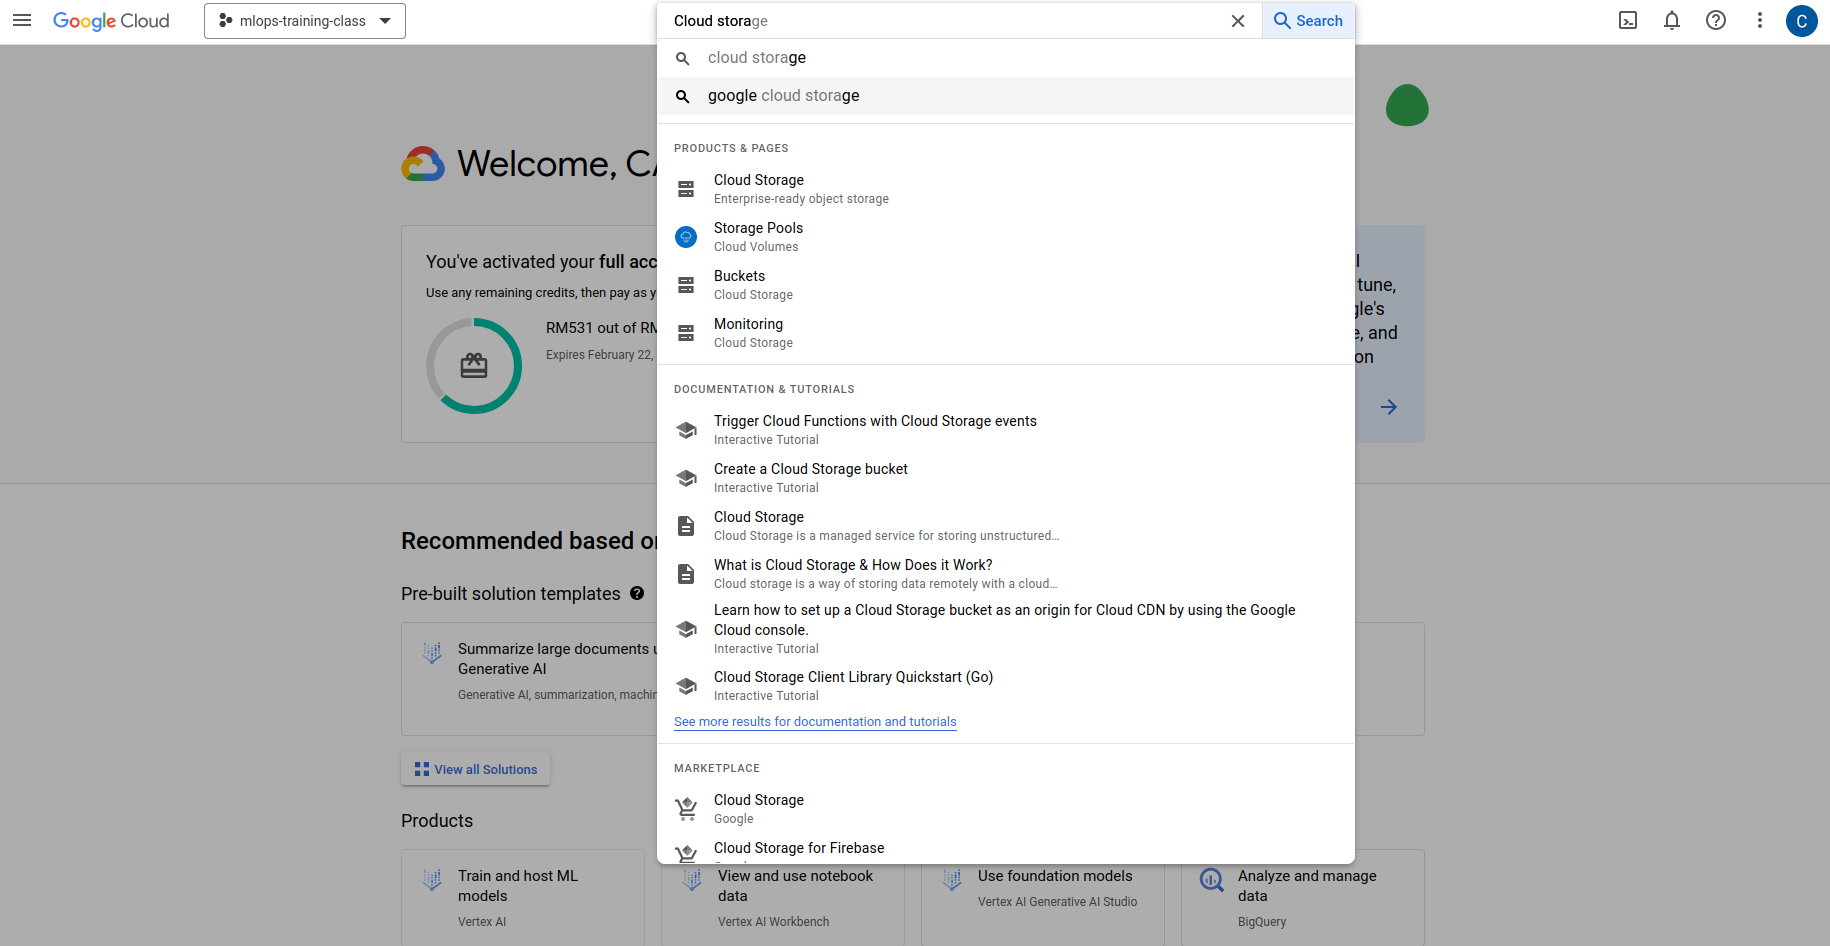 Google Cloud
mlops-training-class
Cloud storage
Search
C
cloud storage
google cloud storage
PRODUCTS & PAGES
Cloud Storage
Enterprise-ready object storage
Storage Pools
Cloud Volumes
Buckets
Cloud Storage
Monitoring
Cloud Storage
DOCUMENTATION & TUTORIALS
Trigger Cloud Functions with Cloud Storage events
Interactive Tutorial
Create a Cloud Storage bucket
Interactive Tutorial
Cloud Storage
Cloud Storage is a managed service for storing unstructured…
What is Cloud Storage & How Does it Work?
Cloud storage is a way of storing data remotely with a cloud…
Learn how to set up a Cloud Storage bucket as an origin for Cloud CDN by using the Google
Cloud console.
Interactive Tutorial
Cloud Storage Client Library Quickstart (Go)
Interactive Tutorial
See more results for documentation and tutorials
MARKETPLACE
Cloud Storage
Google
Cloud Storage for Firebase
Welcome, C
You've activated your full acc
Use any remaining credits, then pay as y
RM531 out of RM
Expires February 22,
tune,
gle's
e, and
on
Recommended based o
Pre-built solution templates
Summarize large documents u
Generative AI
Generative AI, summarization, machin
View all Solutions
Products
Train and host ML
models
Vertex AI
View and use notebook
data
Vertex AI Workbench
Use foundation models
Vertex AI Generative AI Studio
Analyze and manage
data
BigQuery